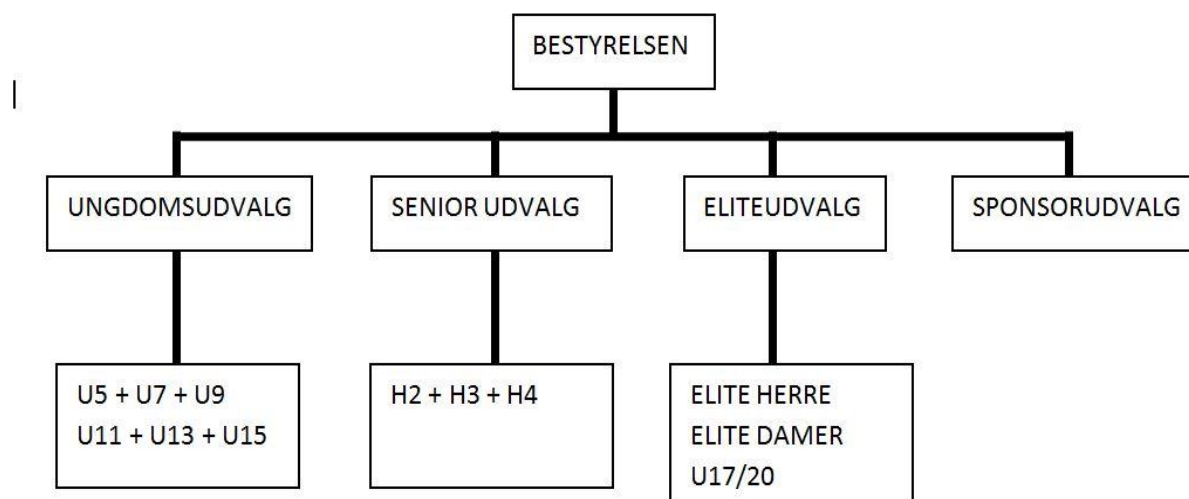 BESTYRELSEN
UNGDOMSUDVALG
SENIOR UDVALG
ELITEUDVALG
SPONSORUDVALG
U5 + U7 + U9
U11 + U13 + U15
H2 + H3 + H4
ELITE HERRE
ELITE DAMER
U17/20